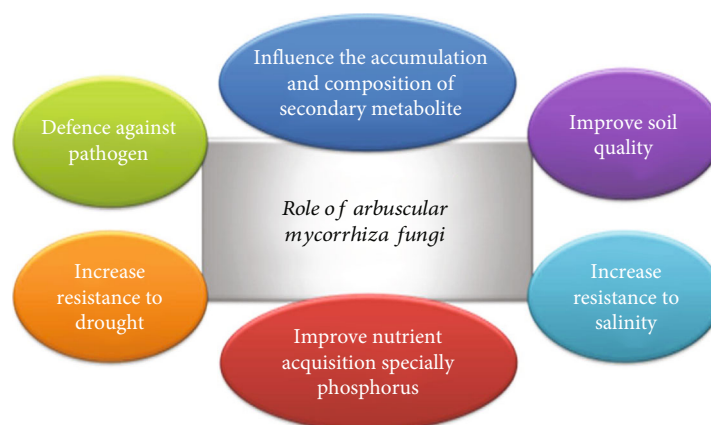 Influence the accumulation
and composition of
secondary metabolite
Defence against
pathogen
Improve soil
quality
Role of arbuscular
mycorrhiza fungi
Increase
resistance to
drought
Increase
resistance to
salinity
Improve nutrient
acquisition specially
phosphorus